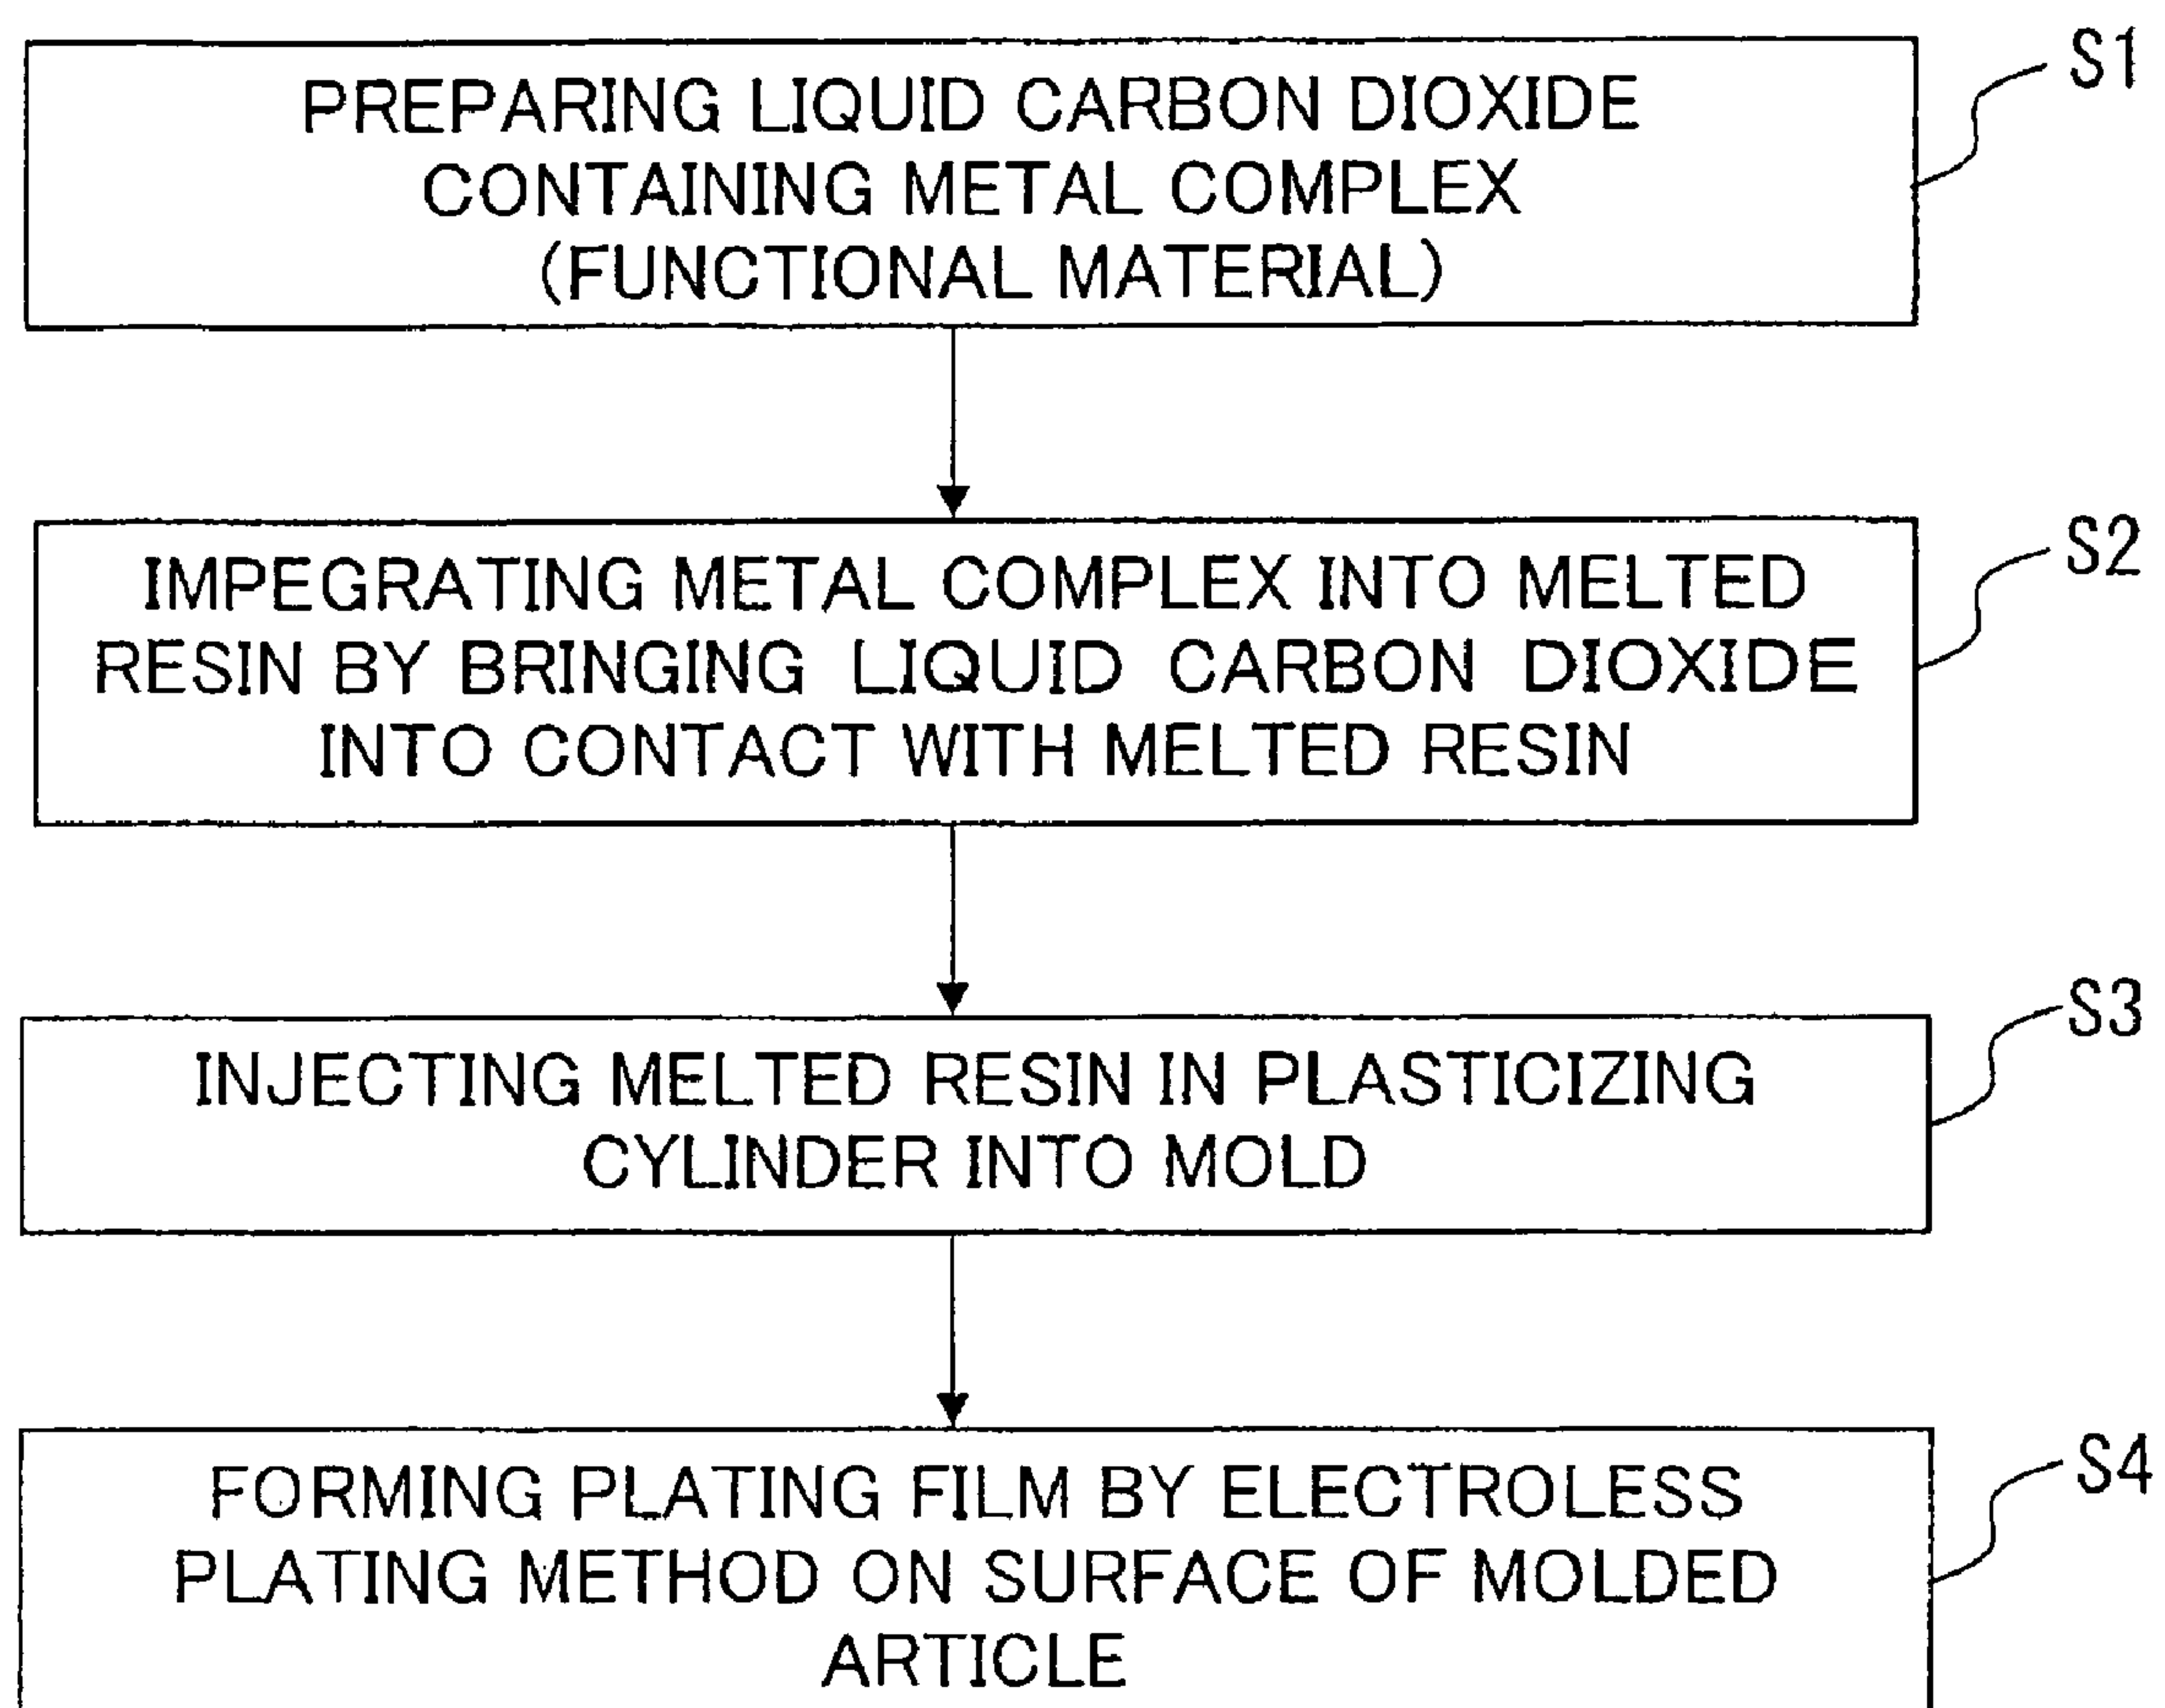 PREPARING LIQUID CARBON DIOXIDE
CONTAINING METAL COMPLEX
(FUNCTIONAL MATERIAL)
S1
IMPEGRATING METAL COMPLEX INTO MELTED
RESIN BY BRINGING LIQUID CARBON DIOXIDE
INTO CONTACT WITH MELTED RESIN
S2
INJECTING MELTED RESIN IN PLASTICIZING
CYLINDER INTO MOLD
S3
FORMING PLATING FILM BY ELECTROLESS
PLATING METHOD ON SURFACE OF MOLDED
ARTICLE
S4